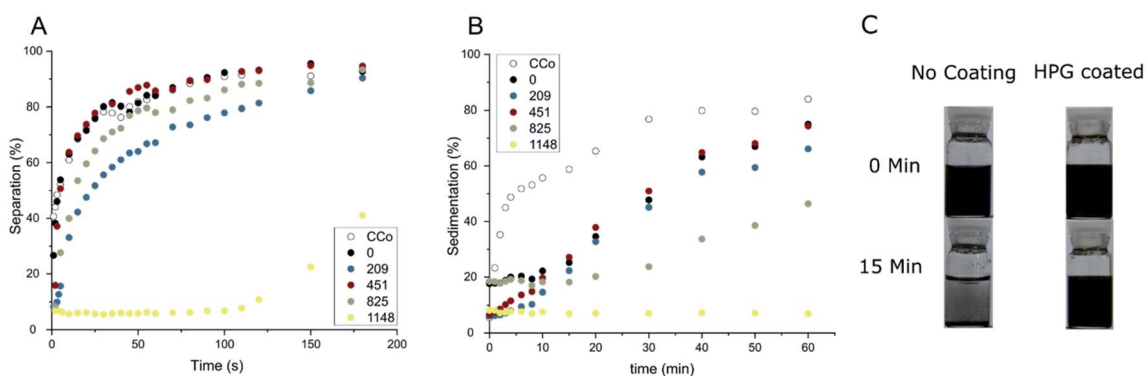 A
Separation (%)
100
80
60
40
20
0
0
50
100
150
200
Time (s)
CCo
0
209
451
825
1148
B
Sedimentation (%)
100
80
60
40
20
0
0
10
20
30
40
50
60
time (min)
CCo
0
209
451
825
1148
C
No Coating HPG coated
0 Min
15 Min